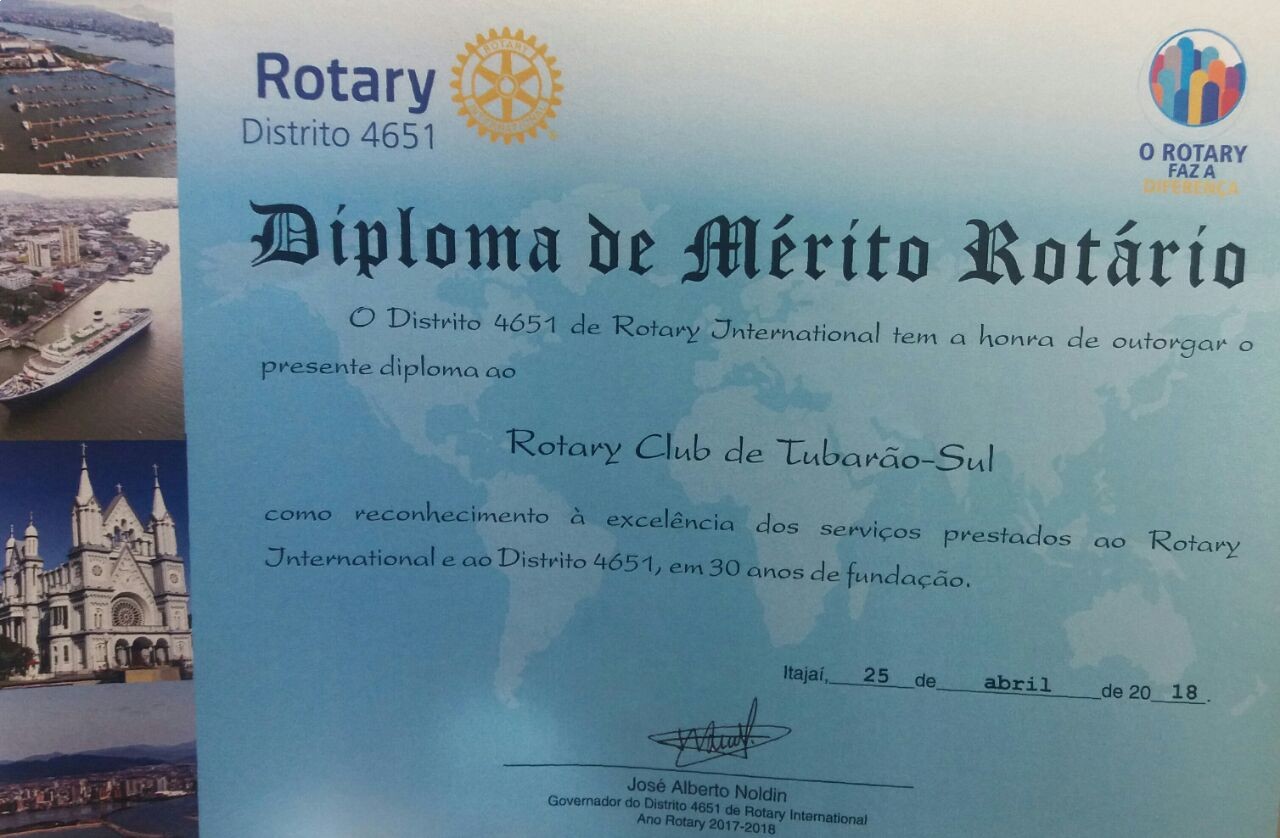 Rotary
Distrito 4651
ROTARY
INTERNATIONAL
O ROTARY
FAZ A
DIFERENÇA
Diploma de Mérito Rotário
O Distrito 4651 de Rotary International tem a honra de outorgar o
presente diploma ao
Rotary Club de Tubarão-Sul
como reconhecimento à excelência dos serviços prestados ao Rotary
International e ao Distrito 4651, em 30 anos de fundação.
Itajaí, 25 de abril de 20 18.
José Alberto Noldin
Governador do Distrito 4651 de Rotary International
Ano Rotary 2017-2018